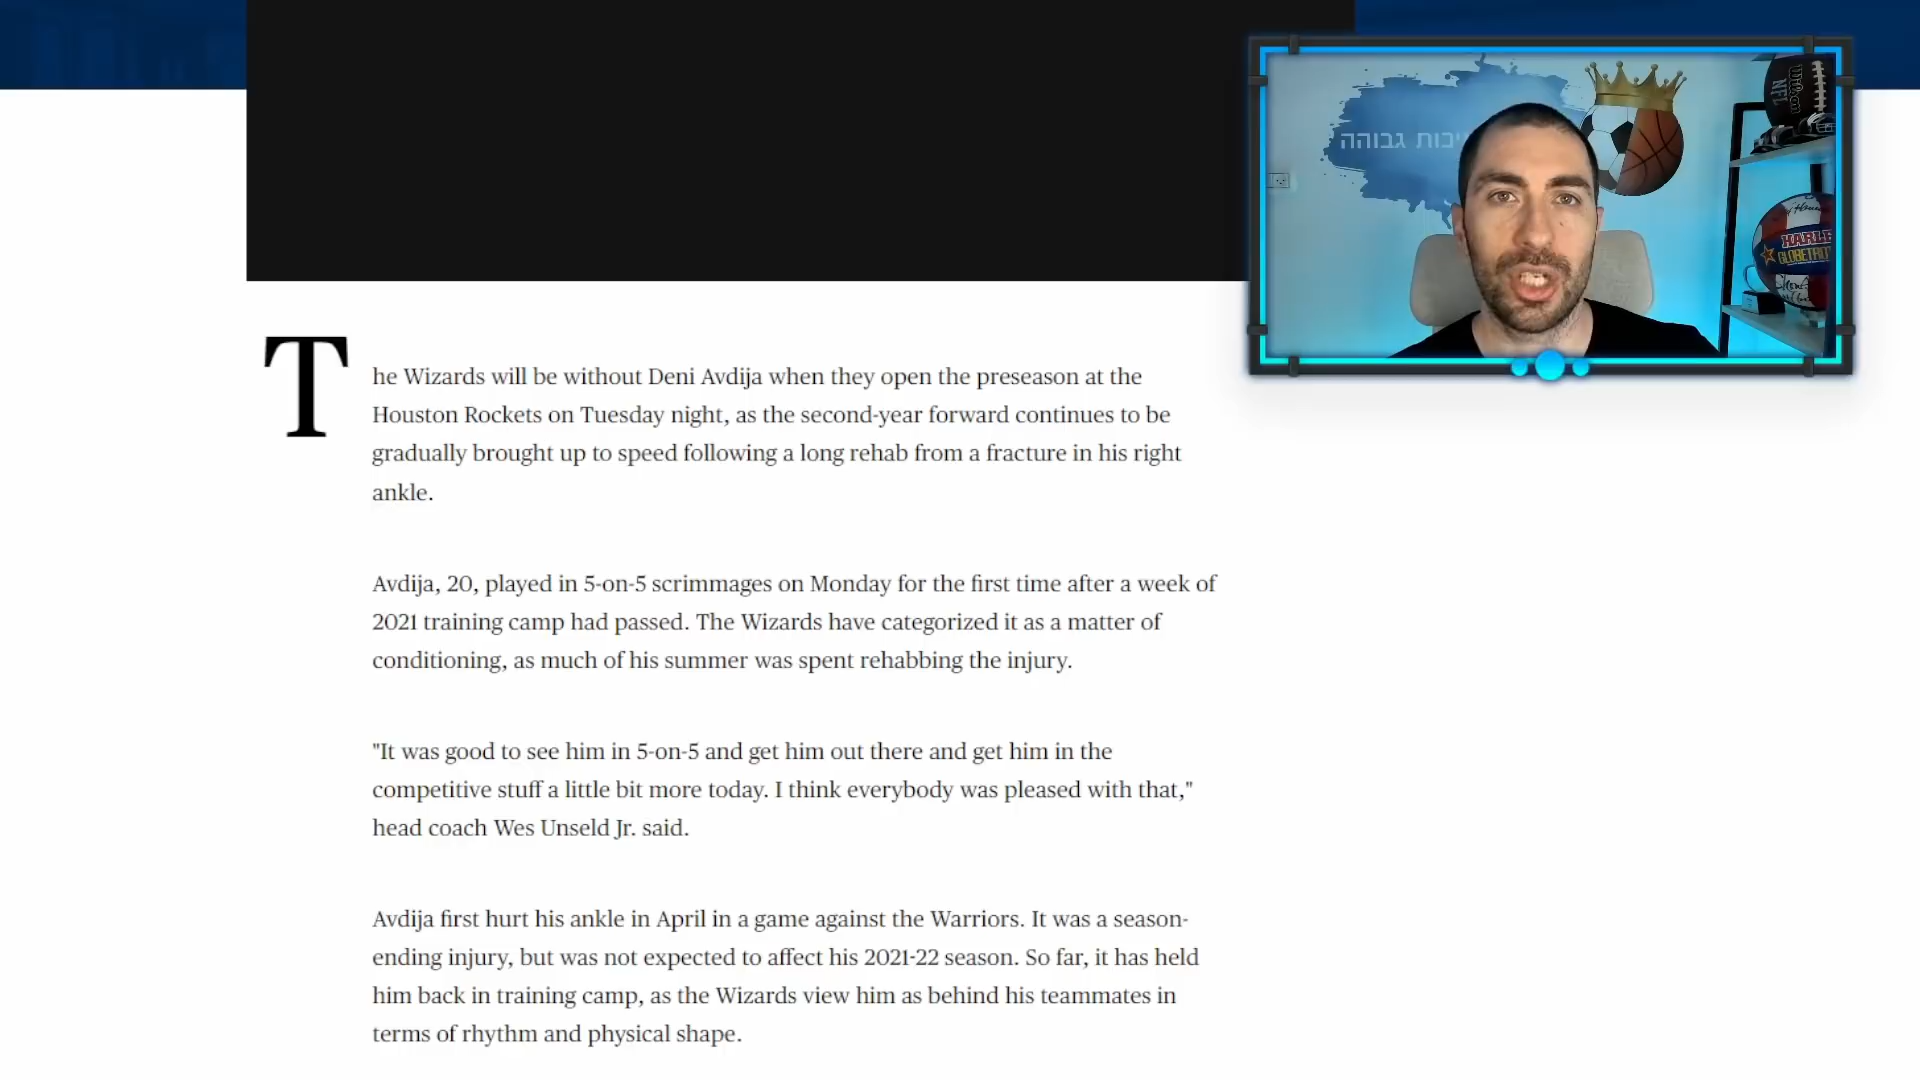 The Wizards will be without Deni Avdija when they open the preseason at the
Houston Rockets on Tuesday night, as the second-year forward continues to be
gradually brought up to speed following a long rehab from a fracture in his right
ankle.
Avdija, 20, played in 5-on-5 scrimmages on Monday for the first time after a week of
2021 training camp had passed. The Wizards have categorized it as a matter of
conditioning, as much of his summer was spent rehabbing the injury.
"It was good to see him in 5-on-5 and get him out there and get him in the
competitive stuff a little bit more today. I think everybody was pleased with that,"
head coach Wes Unseld Jr. said.
Avdija first hurt his ankle in April in a game against the Warriors. It was a season-
ending injury, but was not expected to affect his 2021-22 season. So far, it has held
him back in training camp, as the Wizards view him as behind his teammates in
terms of rhythm and physical shape.
יכות גבוהה
Wilson
NFL
HARLE
GLOBETRO